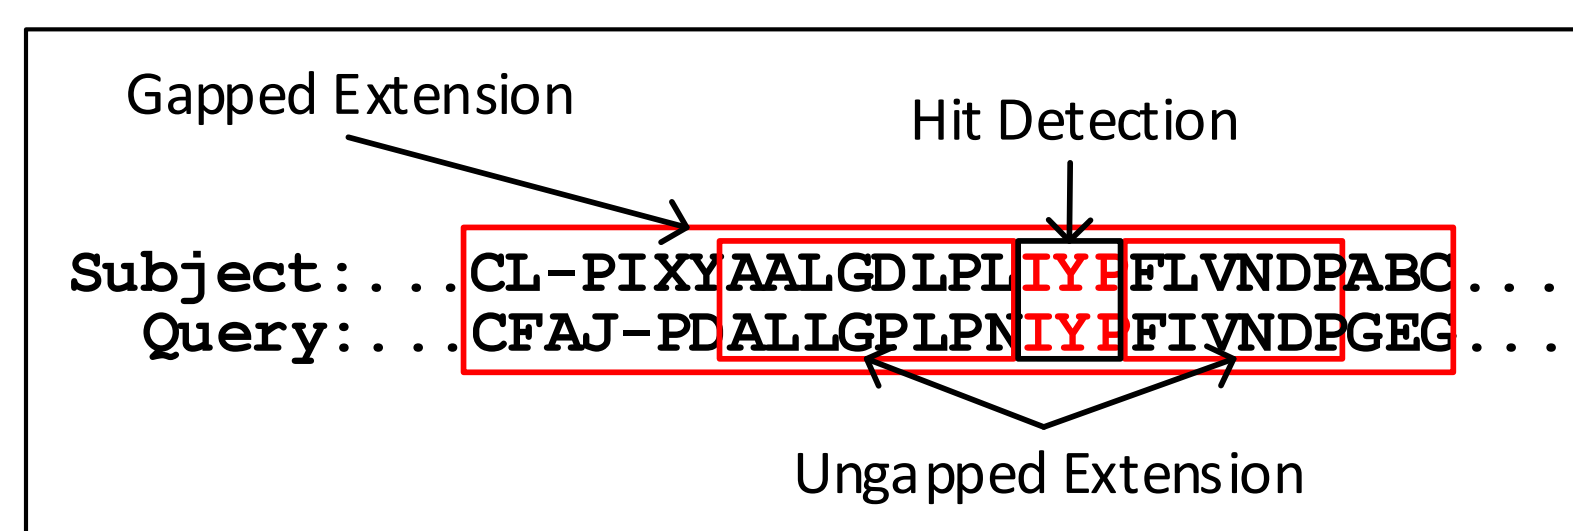 Gapped Extension
Hit Detection
Subject:...CL-PIXYAALGDLPLIYPFLVNDPABC...
Query:...CFAJ-PDALLGPLPNIYPFIVNDPGEG...
Ungapped Extension